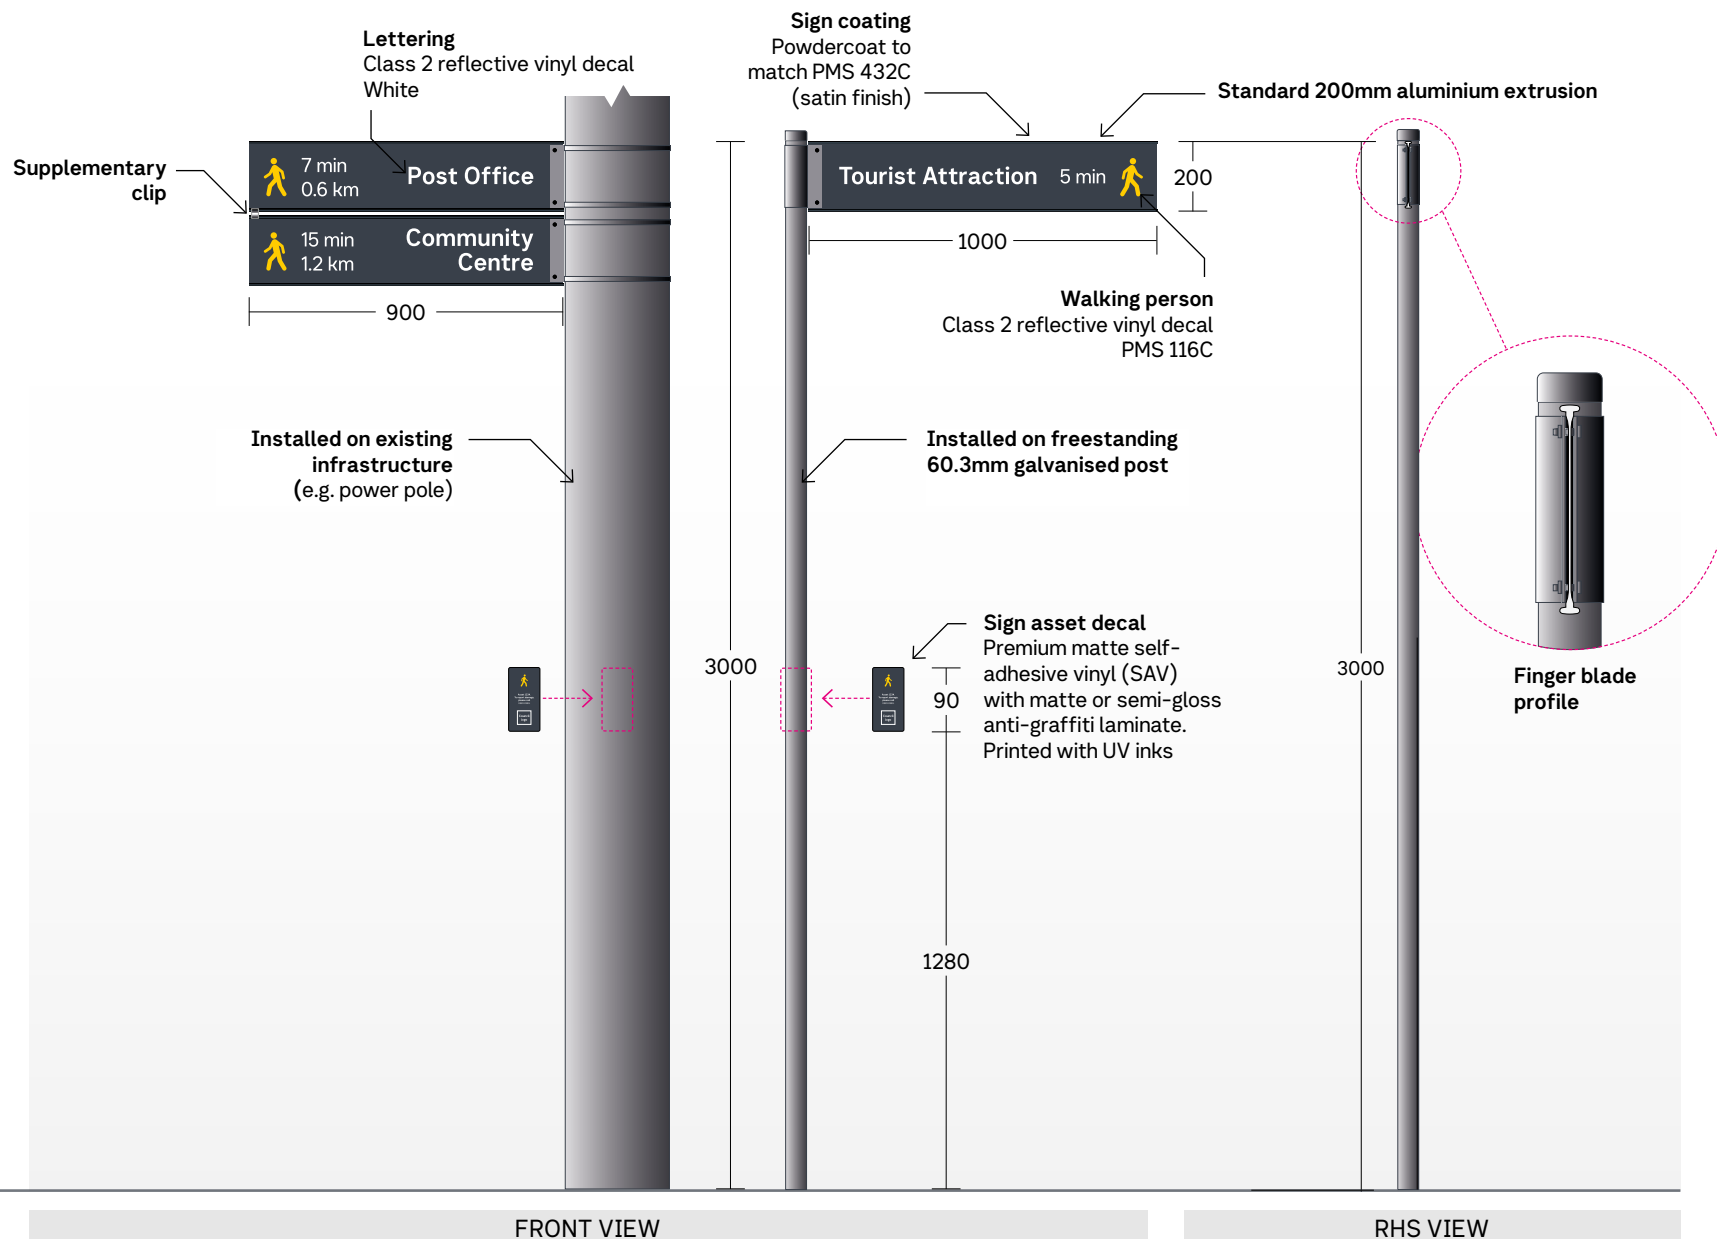 Lettering
Class 2 reflective vinyl decal
White
Sign coating
Powdercoat to
match PMS 432C
(satin finish)
Standard 200mm aluminium extrusion
Supplementary
clip
7 min
0.6 km
Post Office
15 min
1.2 km
Community
Centre
900
Tourist Attraction 5 min
200
1000
Walking person
Class 2 reflective vinyl decal
PMS 116C
Installed on existing
infrastructure
(e.g. power pole)
Installed on freestanding
60.3mm galvanised post
Sign asset decal
Premium matte self-
adhesive vinyl (SAV)
with matte or semi-gloss
anti-graffiti laminate.
Printed with UV inks
3000
90
1280
3000
Finger blade
profile
FRONT VIEW
RHS VIEW